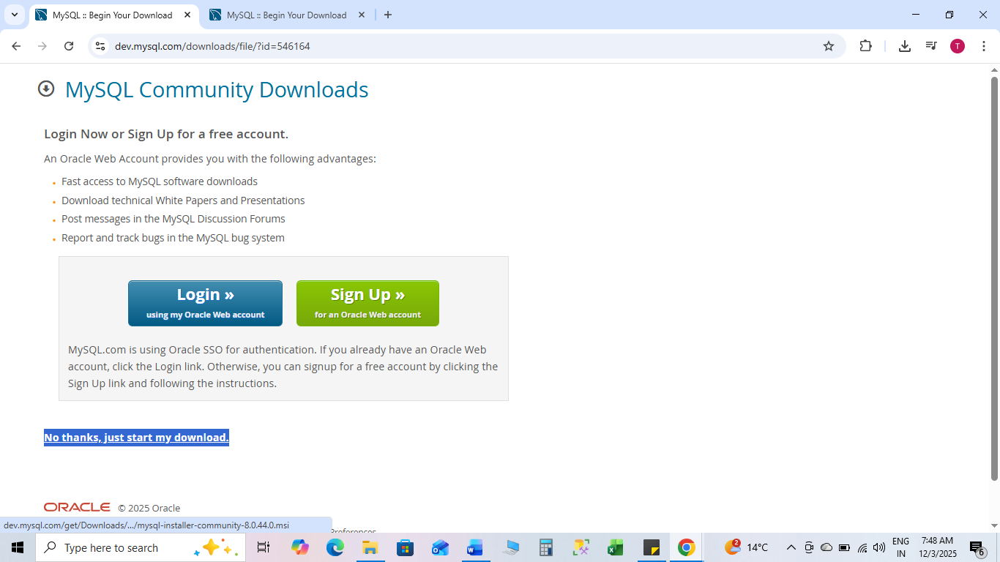 MySQL :: Begin Your Download
MySQL :: Begin Your Download
dev.mysql.com/downloads/file/?id=546164
T
MySQL Community Downloads
Login Now or Sign Up for a free account.
An Oracle Web Account provides you with the following advantages:
Fast access to MySQL software downloads
Download technical White Papers and Presentations
Post messages in the MySQL Discussion Forums
Report and track bugs in the MySQL bug system
Login »
using my Oracle Web account
Sign Up »
for an Oracle Web account
MySQL.com is using Oracle SSO for authentication. If you already have an Oracle Web
account, click the Login link. Otherwise, you can signup for a free account by clicking the
Sign Up link and following the instructions.
No thanks, just start my download.
ORACLE © 2025 Oracle
Preferences
dev.mysql.com/get/Downloads/.../mysql-installer-community-8.0.44.0.msi
Type here to search
2
14°C
ENG
IN
7:48 AM
12/3/2025
6